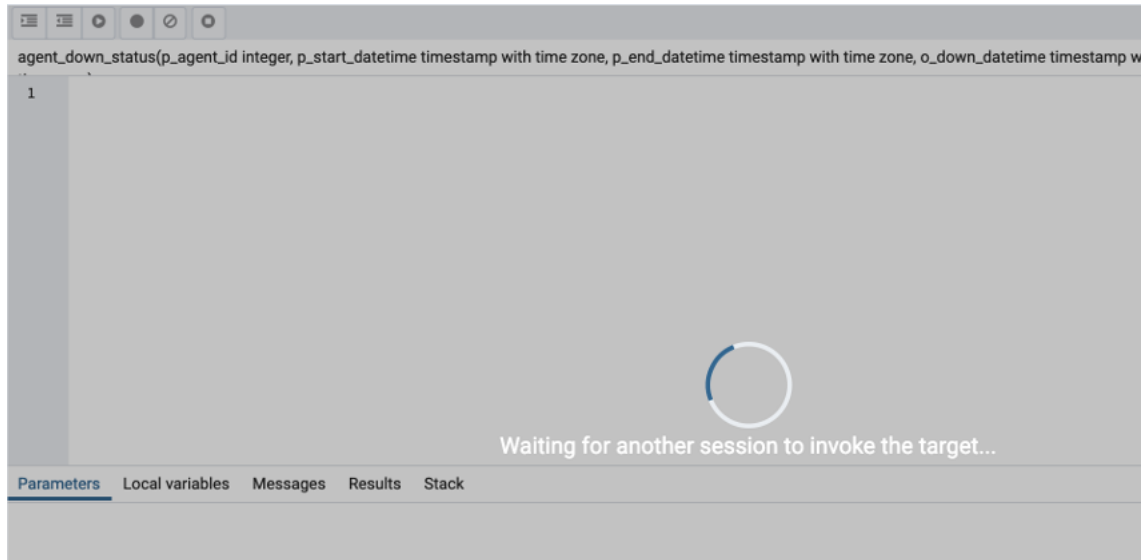 agent_down_status(p_agent_id integer, p_start_datetime timestamp with time zone, p_end_datetime timestamp with time zone, o_down_datetime timestamp w
1
Waiting for another session to invoke the target...
Parameters Local variables Messages Results Stack